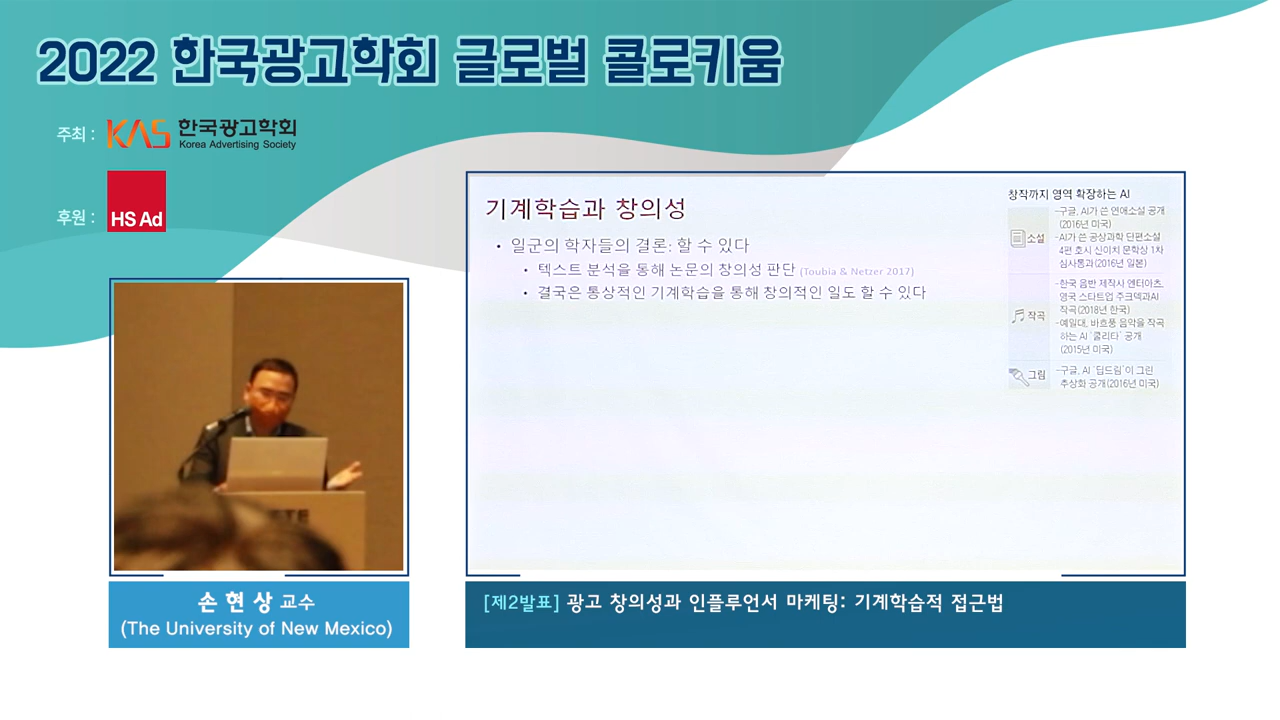 2022 한국광고학회 글로벌 콜로키움
주최 :
KAS 한국광고학회
Korea Advertising Society
후원 :
HS Ad
기계학습과 창의성
• 일군의 학자들의 결론: 할 수 있다
• 텍스트 분석을 통해 논문의 창의성 판단 (Toubia & Netzer 2017)
• 결국은 통상적인 기계학습을 통해 창의적인 일도 할 수 있다
창작까지 영역 확장하는 AI
소설
-구글, AI가 쓴 연애소설 공개
(2016년 미국)
-AI가 쓴 공상과학 단편소설
4편 호시 신이치 문학상 1차
심사통과(2016년 일본)
작곡
-한국 음반 제작사 엔터아츠,
영국 스타트업 주크덱과AI
작곡(2018년 한국)
-예일대, 바흐풍 음악을 작곡
하는 AI '쿨리타' 공개
(2015년 미국)
그림
-구글, AI '딥드림'이 그린
추상화 공개(2016년 미국)
손 현 상 교수
(The University of New Mexico)
[제2발표] 광고 창의성과 인플루언서 마케팅: 기계학습적 접근법